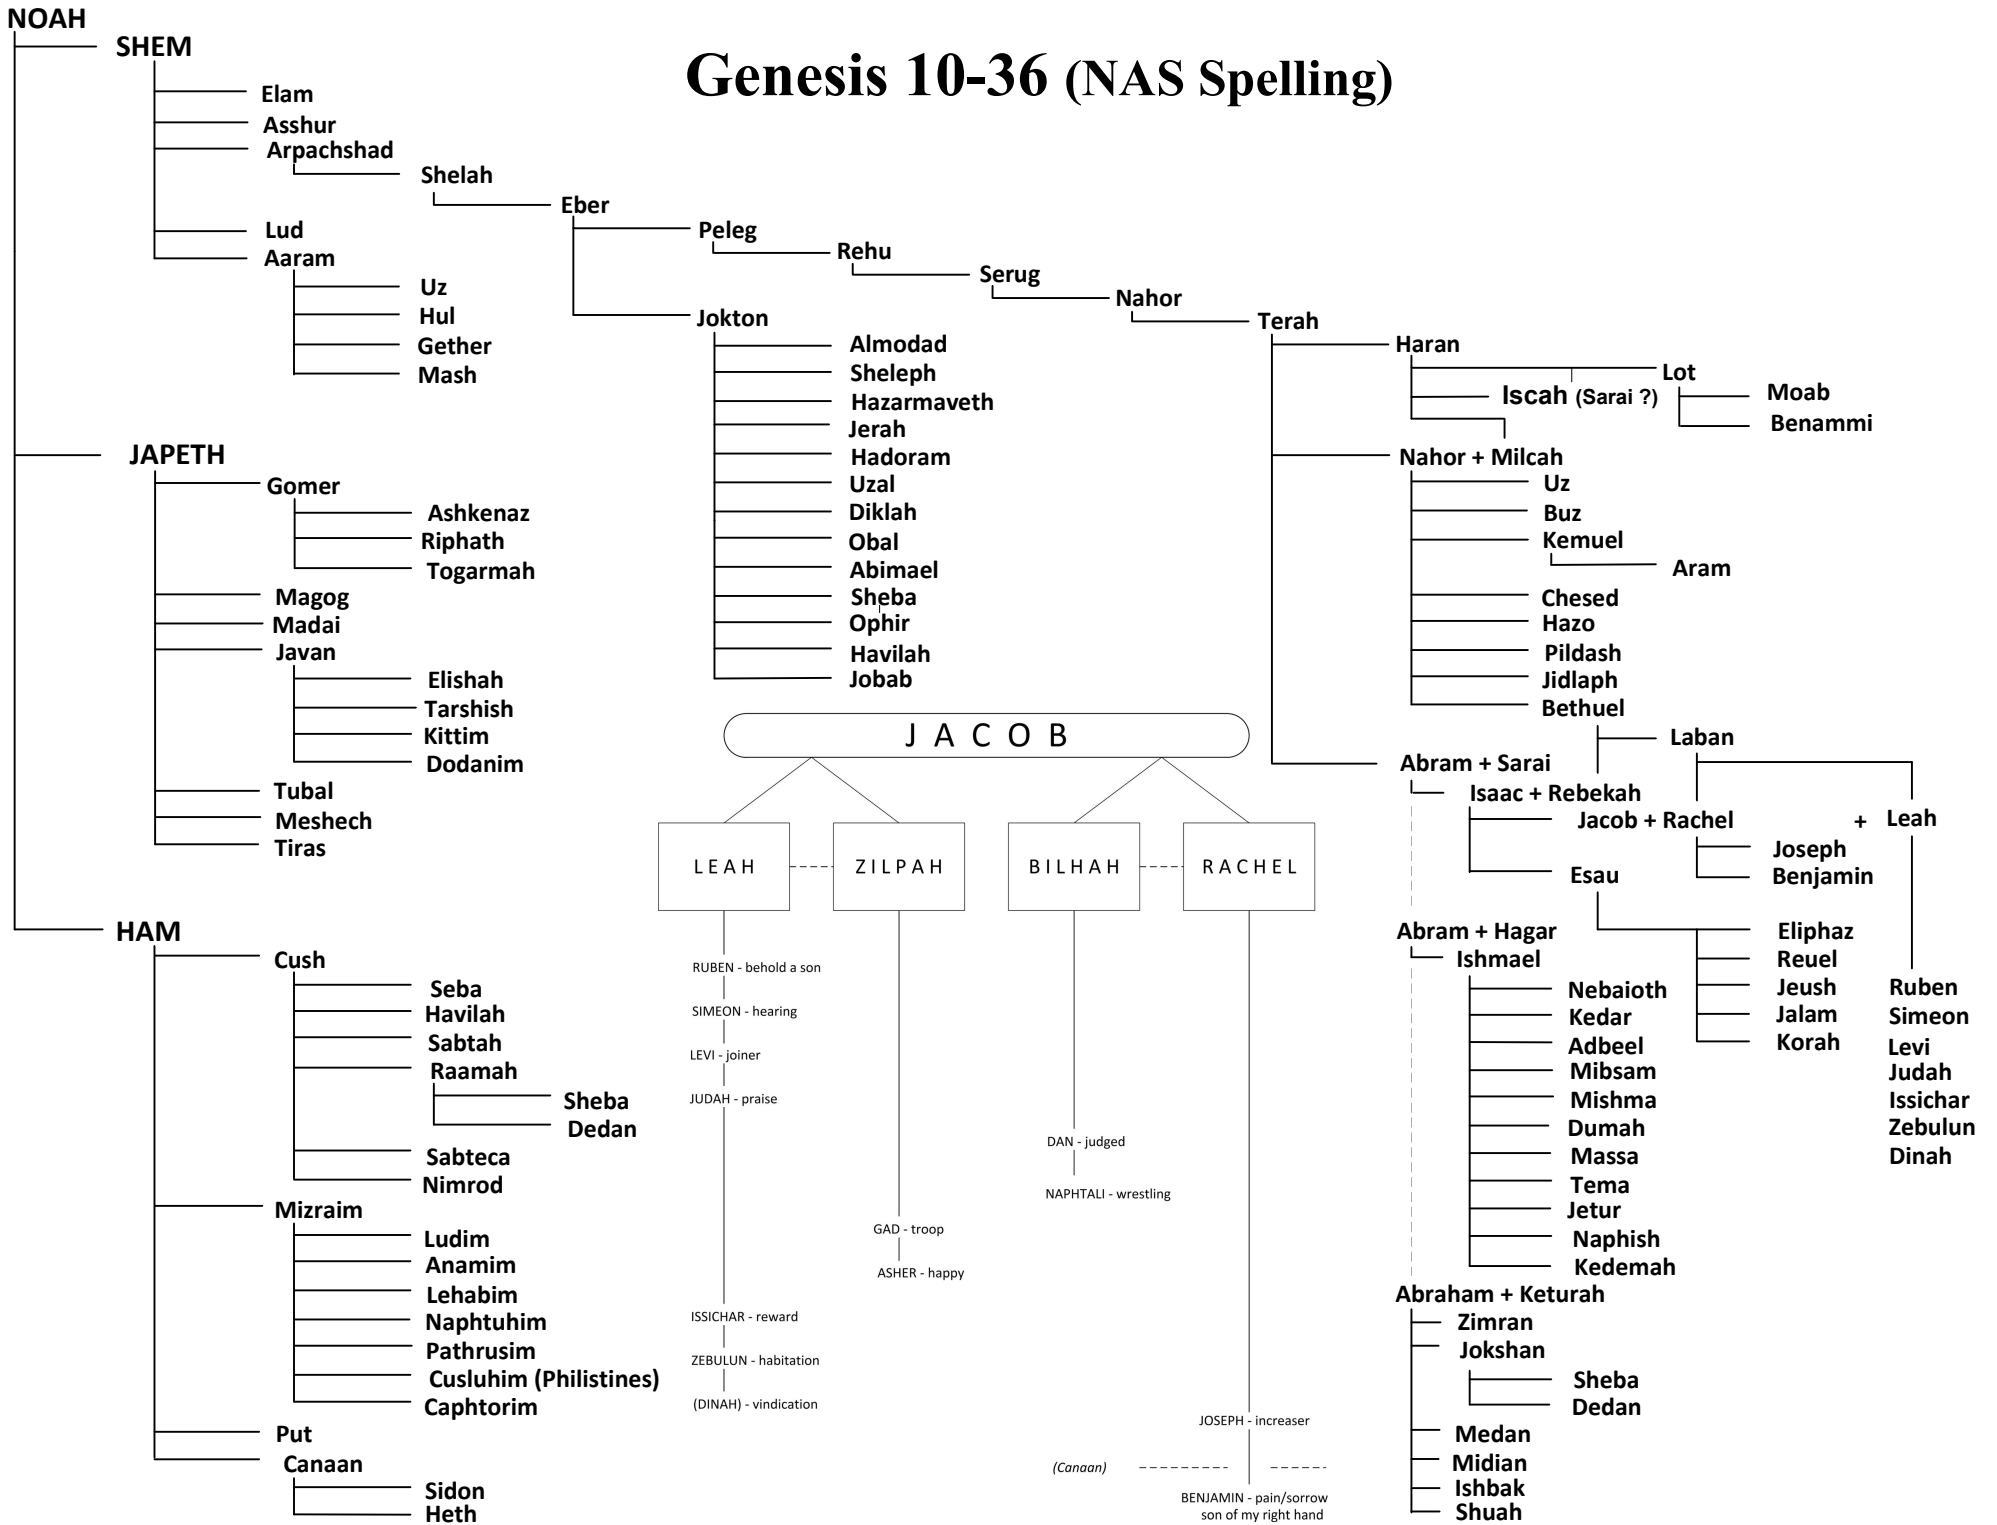 NOAH
SHEM
Genesis 10-36 (NAS Spelling)
Elam
Asshur
Arpachshad
Shelah
Eber
Peleg
Rehu
Serug
Nahor
Terah
Lud
Aaram
Uz
Hul
Gether
Mash
Jokton
Almodad
Sheleph
Hazarmaveth
Jerah
Hadoram
Uzal
Diklah
Obal
Abimael
Sheba
Ophir
Havilah
Jobab
Haran
Lot
Iscah (Sarai ?)
Moab
Benammi
Nahor + Milcah
Uz
Buz
Kemuel
Aram
Chesed
Hazo
Pildash
Jidlaph
Bethuel
Laban
Abram + Sarai
Isaac + Rebekah
Jacob + Rachel + Leah
Joseph
Benjamin
Esau
Eliphaz
Reuel
Jeush
Jalam
Korah
Ruben
Simeon
Levi
Judah
Issichar
Zebulun
Dinah
Abram + Hagar
Ishmael
Nebaioth
Kedar
Adbeel
Mibsam
Mishma
Dumah
Massa
Tema
Jetur
Naphish
Kedemah
Abraham + Keturah
Zimran
Jokshan
Sheba
Dedan
Medan
Midian
Ishbak
Shuah
JAPETH
Gomer
Ashkenaz
Riphath
Togarmah
Magog
Madai
Javan
Elishah
Tarshish
Kittim
Dodanim
Tubal
Meshech
Tiras
HAM
Cush
Seba
Havilah
Sabtah
Raamah
Sheba
Dedan
Sabteca
Nimrod
Mizraim
Ludim
Anamim
Lehabim
Naphtuhim
Pathrusim
Cusluhim (Philistines)
Caphtorim
Put
Canaan
Sidon
Heth
JACOB
LEAH
ZILPAH
BILHAH
RACHEL
RUBEN - behold a son
SIMEON - hearing
LEVI - joiner
JUDAH - praise
DAN - judged
NAPHTALI - wrestling
GAD - troop
ASHER - happy
ISSICHAR - reward
ZEBULUN - habitation
(DINAH) - vindication
JOSEPH - increaser
(Canaan)
BENJAMIN - pain/sorrow
son of my right hand